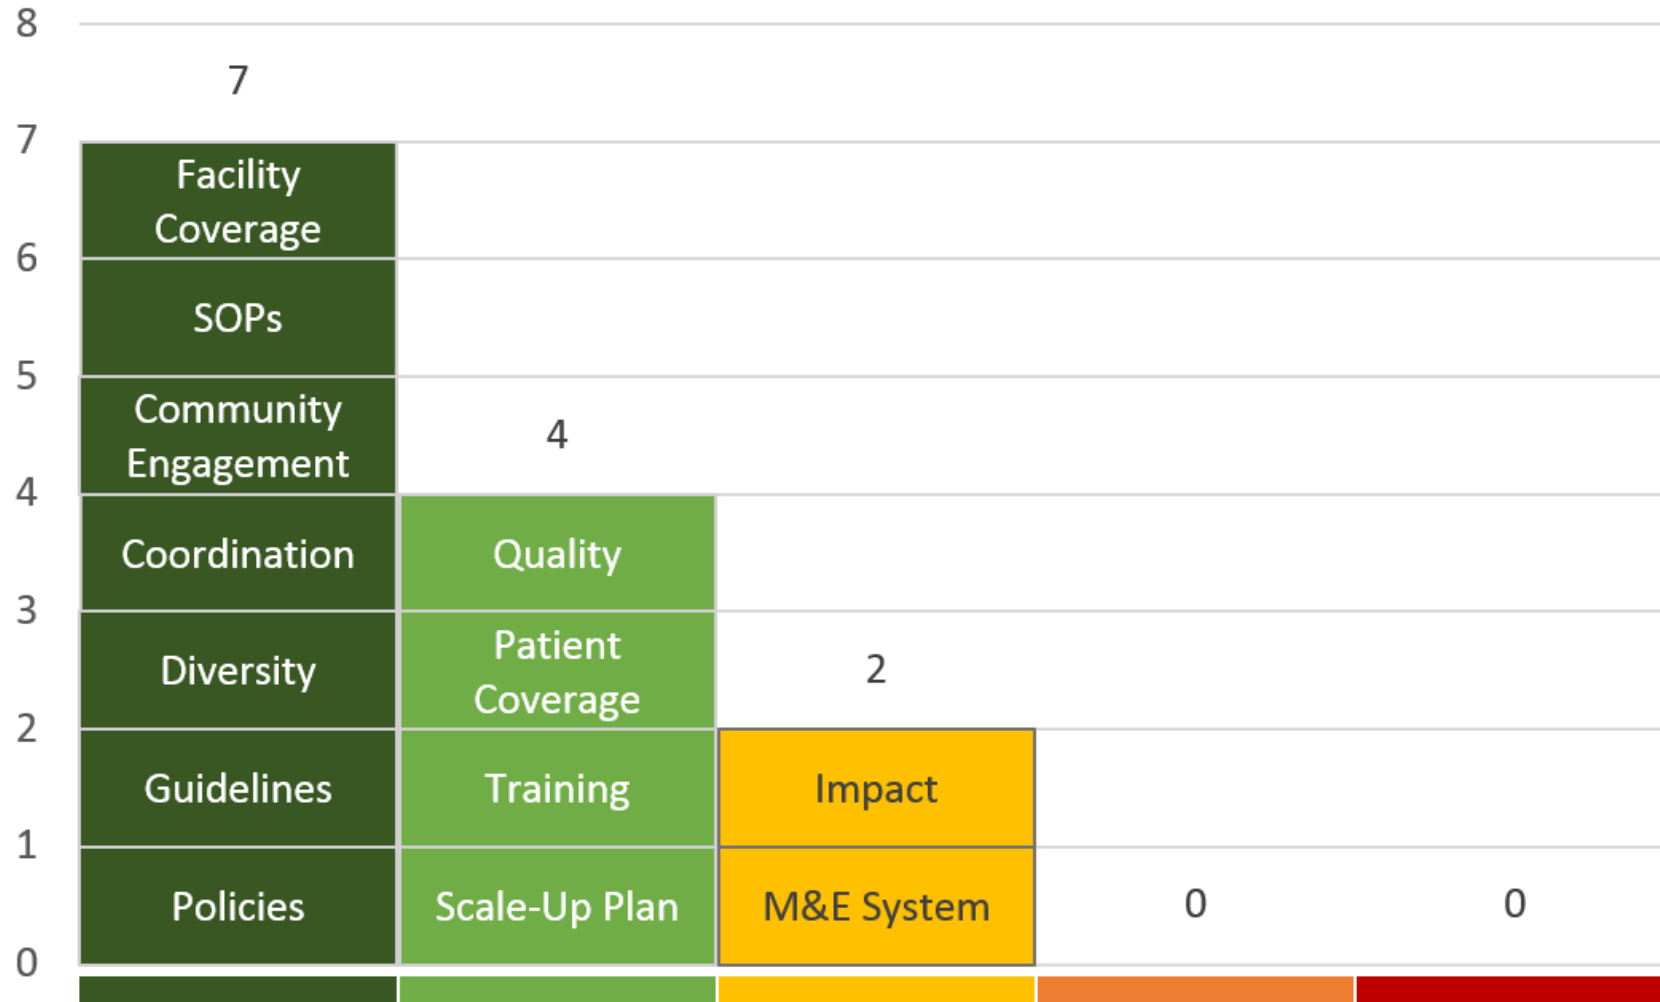 8
7
7
Facility
Coverage
6
SOPs
5
Community
Engagement
4
4
Coordination
Quality
3
Diversity
Patient
Coverage
2
2
Guidelines
Training
Impact
1
Policies
Scale-Up Plan
M&E System
0
0
0